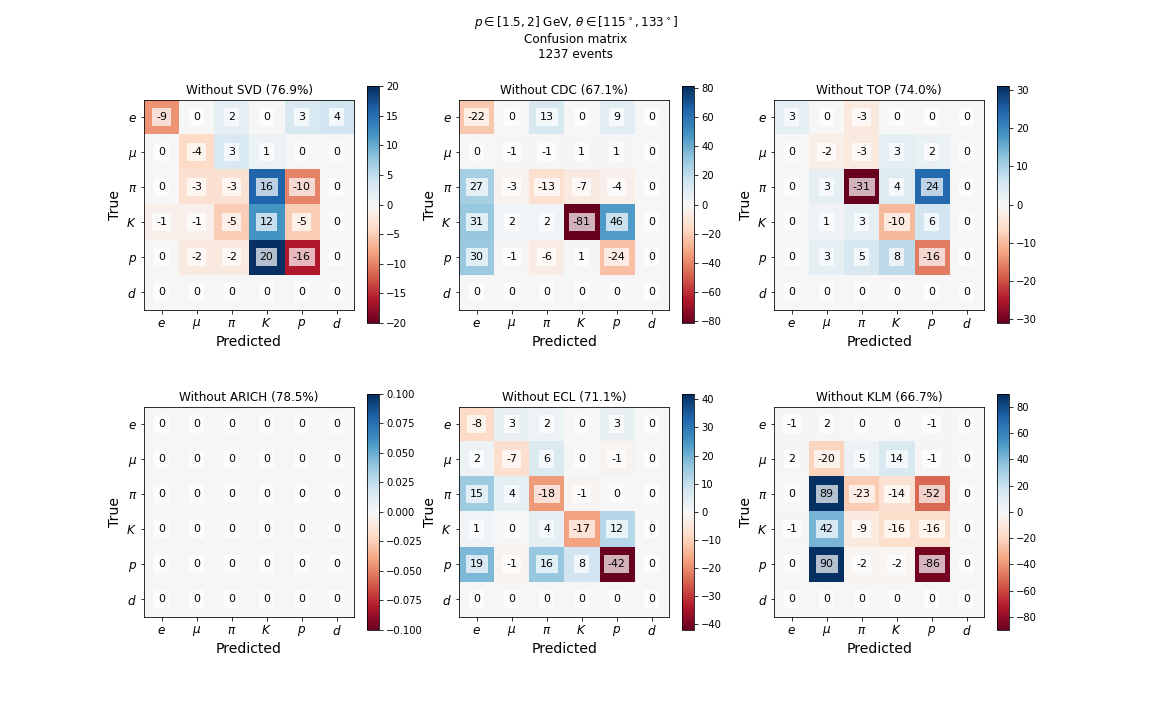 p ∈ [1.5, 2] GeV, θ ∈ [115°, 133°]
Confusion matrix
1237 events
Without SVD (76.9%)
e -9 0 2 0 3 4
μ 0 -4 3 1 0 0
π 0 -3 -3 16 -10 0
K -1 -1 -5 12 -5 0
p 0 -2 -2 20 -16 0
d 0 0 0 0 0 0
e μ π K p d
True
Predicted
20
15
10
5
0
−5
−10
−15
−20
Without CDC (67.1%)
e -22 0 13 0 9 0
μ 0 -1 -1 1 1 0
π 27 -3 -13 -7 -4 0
K 31 2 2 -81 46 0
p 30 -1 -6 1 -24 0
d 0 0 0 0 0 0
e μ π K p d
True
Predicted
80
60
40
20
0
−20
−40
−60
−80
Without TOP (74.0%)
e 3 0 -3 0 0 0
μ 0 -2 -3 3 2 0
π 0 3 -31 4 24 0
K 0 1 3 -10 6 0
p 0 3 5 8 -16 0
d 0 0 0 0 0 0
e μ π K p d
True
Predicted
30
20
10
0
−10
−20
−30
Without ARICH (78.5%)
e 0 0 0 0 0 0
μ 0 0 0 0 0 0
π 0 0 0 0 0 0
K 0 0 0 0 0 0
p 0 0 0 0 0 0
d 0 0 0 0 0 0
e μ π K p d
True
Predicted
0.100
0.075
0.050
0.025
0.000
−0.025
−0.050
−0.075
−0.100
Without ECL (71.1%)
e -8 3 2 0 3 0
μ 2 -7 6 0 -1 0
π 15 4 -18 -1 0 0
K 1 0 4 -17 12 0
p 19 -1 16 8 -42 0
d 0 0 0 0 0 0
e μ π K p d
True
Predicted
40
30
20
10
0
−10
−20
−30
−40
Without KLM (66.7%)
e -1 2 0 0 -1 0
μ 2 -20 5 14 -1 0
π 0 89 -23 -14 -52 0
K -1 42 -9 -16 -16 0
p 0 90 -2 -2 -86 0
d 0 0 0 0 0 0
e μ π K p d
True
Predicted
80
60
40
20
0
−20
−40
−60
−80